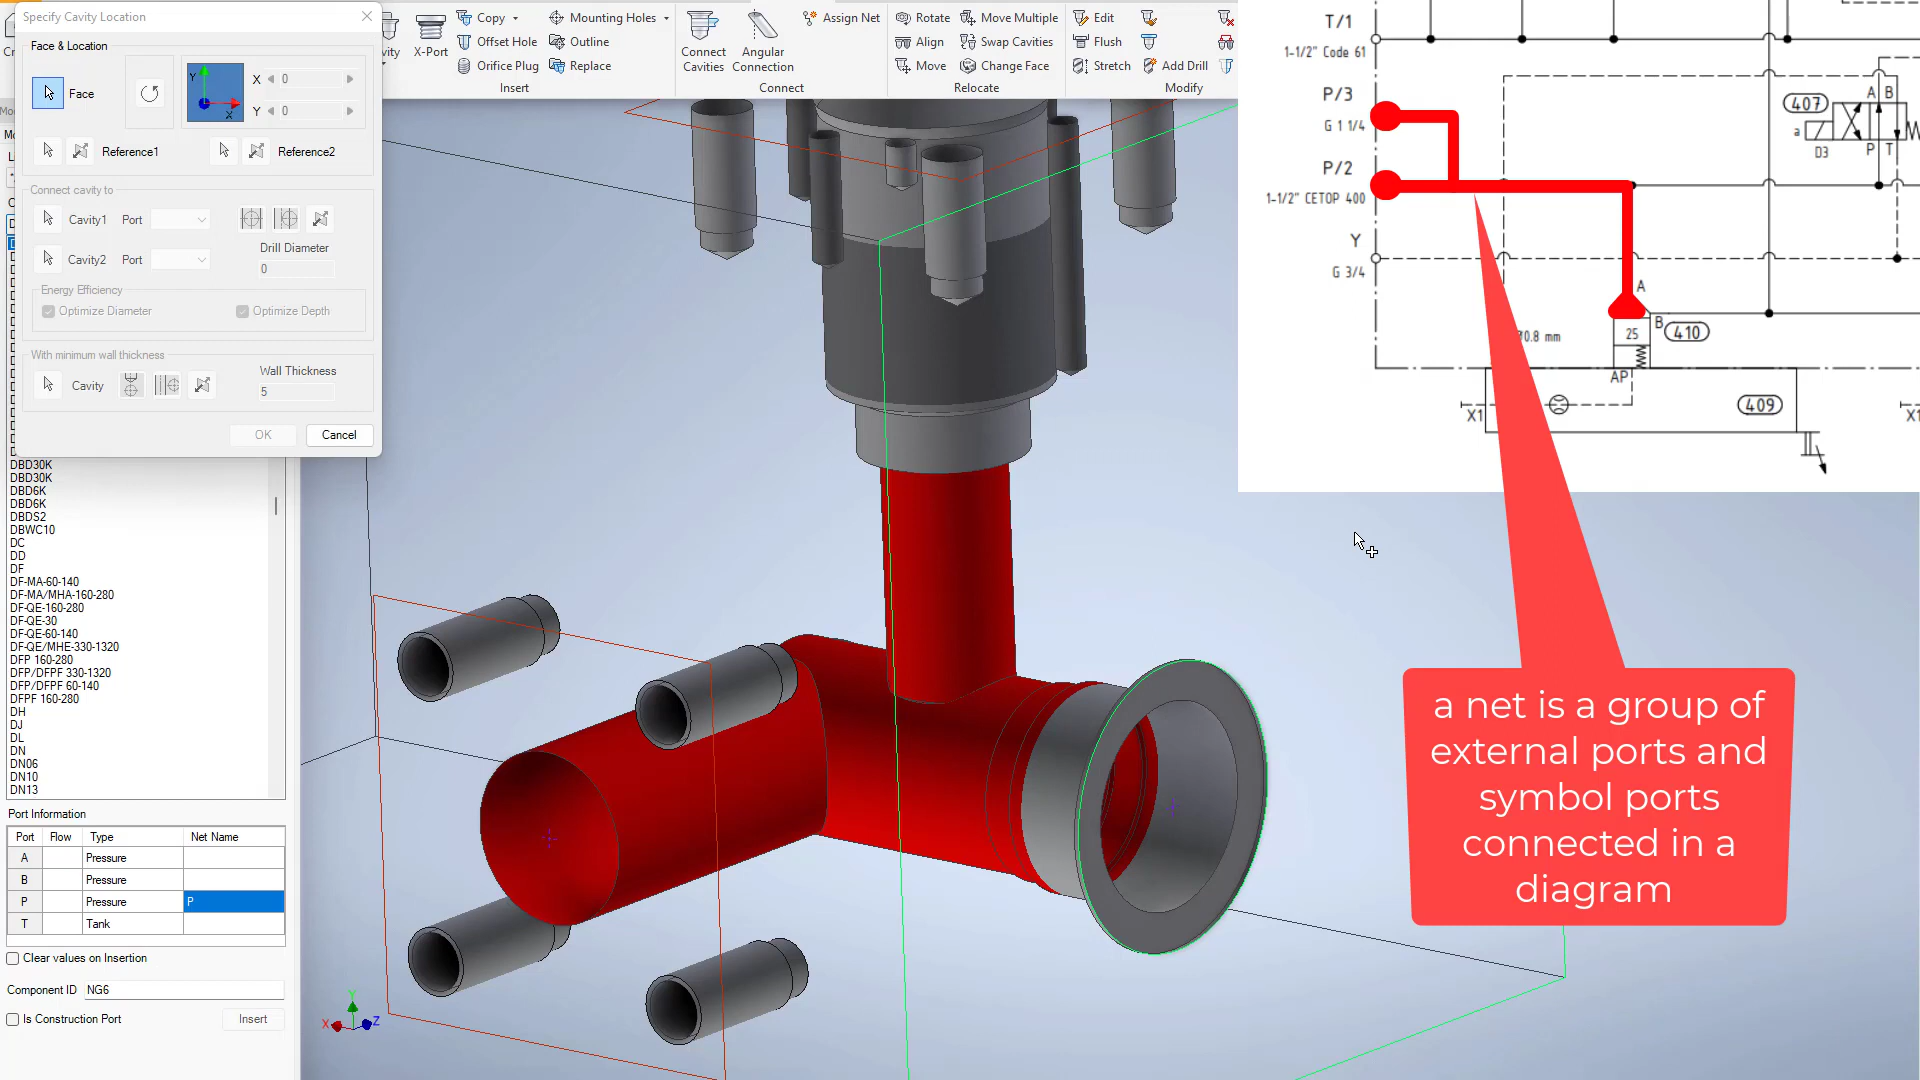 Specify Cavity Location
Face & Location
Face
X
0
Y
0
Y
X
Reference1
Reference2
Connect cavity to
Cavity1
Port
Cavity2
Port
Drill Diameter
0
Energy Efficiency
Optimize Diameter
Optimize Depth
With minimum wall thickness
Cavity
Wall Thickness
5
OK
Cancel
X-Port
Copy
Offset Hole
Orifice Plug
Mounting Holes
Outline
Replace
Insert
Connect
Cavities
Angular
Connection
Assign Net
Connect
Rotate
Align
Move
Move Multiple
Swap Cavities
Change Face
Relocate
Edit
Flush
Stretch
Add Drill
Modify
DBD30K
DBD30K
DBD6K
DBD6K
DBDS2
DBWC10
DC
DD
DF
DF-MA-60-140
DF-MA/MHA-160-280
DF-QE-160-280
DF-QE-30
DF-QE-60-140
DF-QE/MHE-330-1320
DFP 160-280
DFP/DFPF 330-1320
DFP/DFPF 60-140
DFPF 160-280
DH
DJ
DL
DN
DN06
DN10
DN13
Port Information
Port Flow Type Net Name
A Pressure
B Pressure
P Pressure P
T Tank
Clear values on Insertion
Component ID NG6
Is Construction Port
Insert
Y
X
Z
T/1
1-1/2" Code 61
P/3
G 1 1/4
P/2
1-1/2" CETOP 400
Y
G 3/4
407
A B
a
D3
P T
A
B
410
25
0.8 mm
AP
X1
409
X1
a net is a group of
external ports and
symbol ports
connected in a
diagram